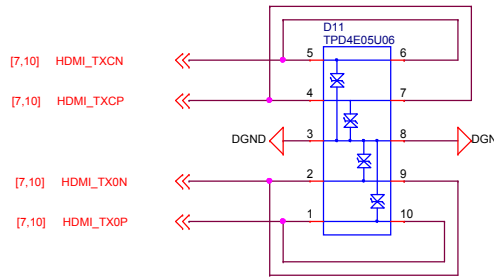 D11
TPD4E05U06
[7,10] HDMI_TXCN 5 6
[7,10] HDMI_TXCP 4 7
DGND 3 8 DGN
[7,10] HDMI_TX0N 2 9
[7,10] HDMI_TX0P 1 10